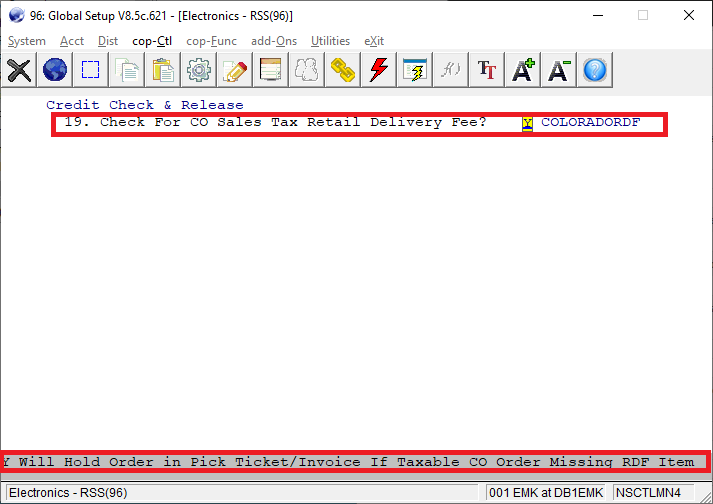 96: Global Setup V8.5c.621 - [Electronics - RSS(96)]
System Acct Dist cop-Ctl cop-Func add-Ons Utilities eXit
f() TT A+ A- ?
Credit Check & Release
19. Check For CO Sales Tax Retail Delivery Fee? Y COLORADORDF
Y Will Hold Order in Pick Ticket/Invoice If Taxable CO Order Missing RDF Item
Electronics - RSS(96) 001 EMK at DB1EMK NSCTLMN4